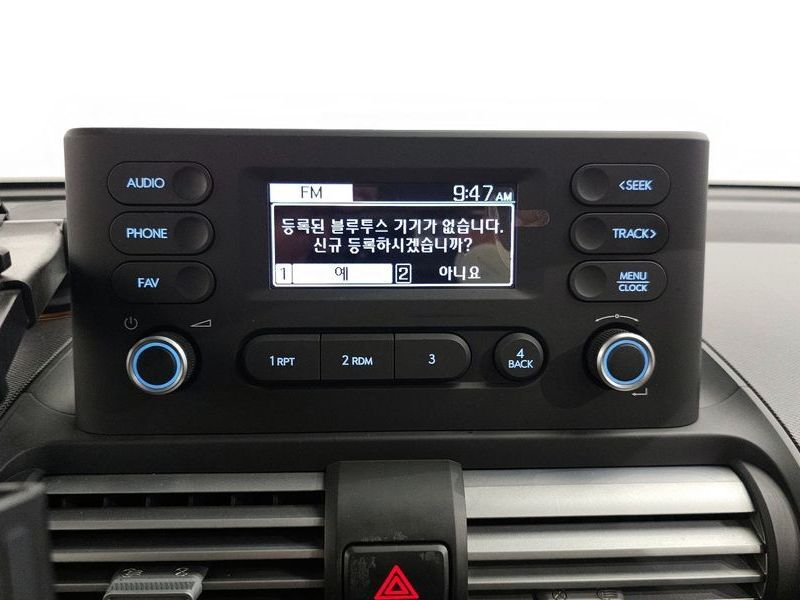 AUDIO
PHONE
FAV
FM 9:47 AM
등록된 블루투스 기기가 없습니다.
신규 등록하시겠습니까?
1 예 2 아니요
<SEEK
TRACK>
MENU
CLOCK
1 RPT 2 RDM 3 4
BACK